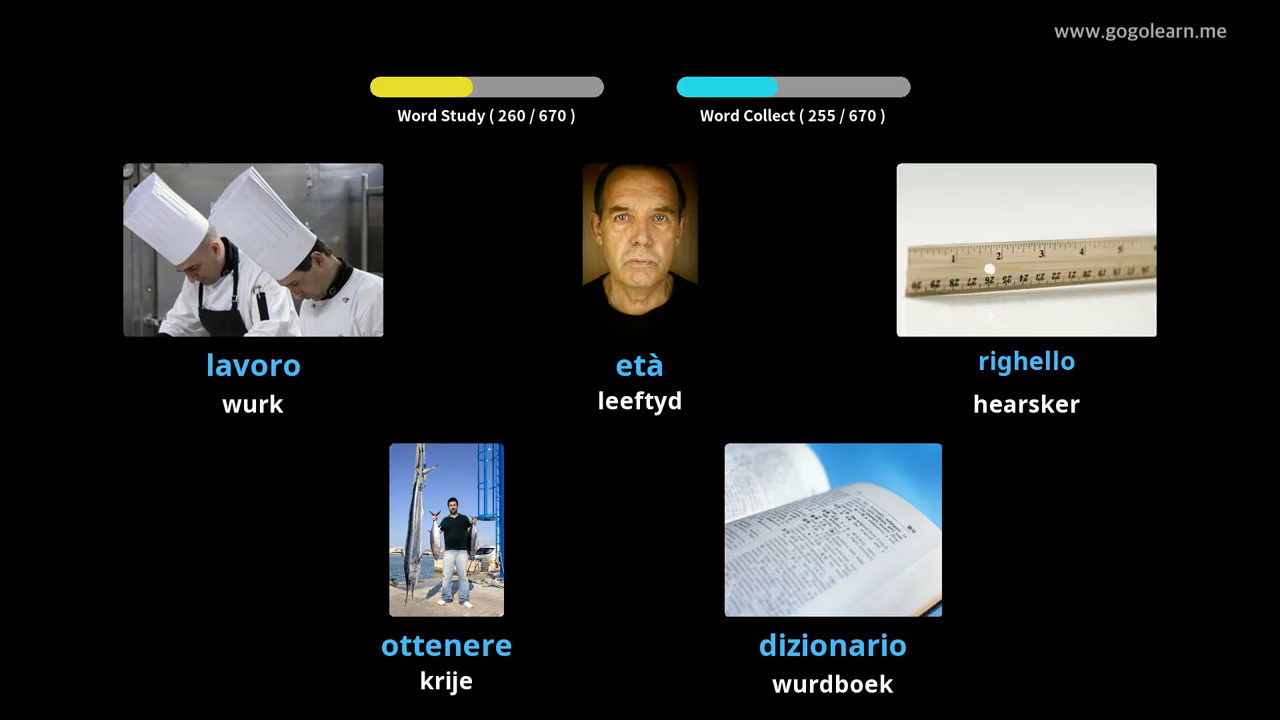 www.gogolearn.me
Word Study ( 260 / 670 )
Word Collect ( 255 / 670 )
lavoro
wurk
età
leeftyd
righello
hearsker
ottenere
krije
dizionario
wurdboek